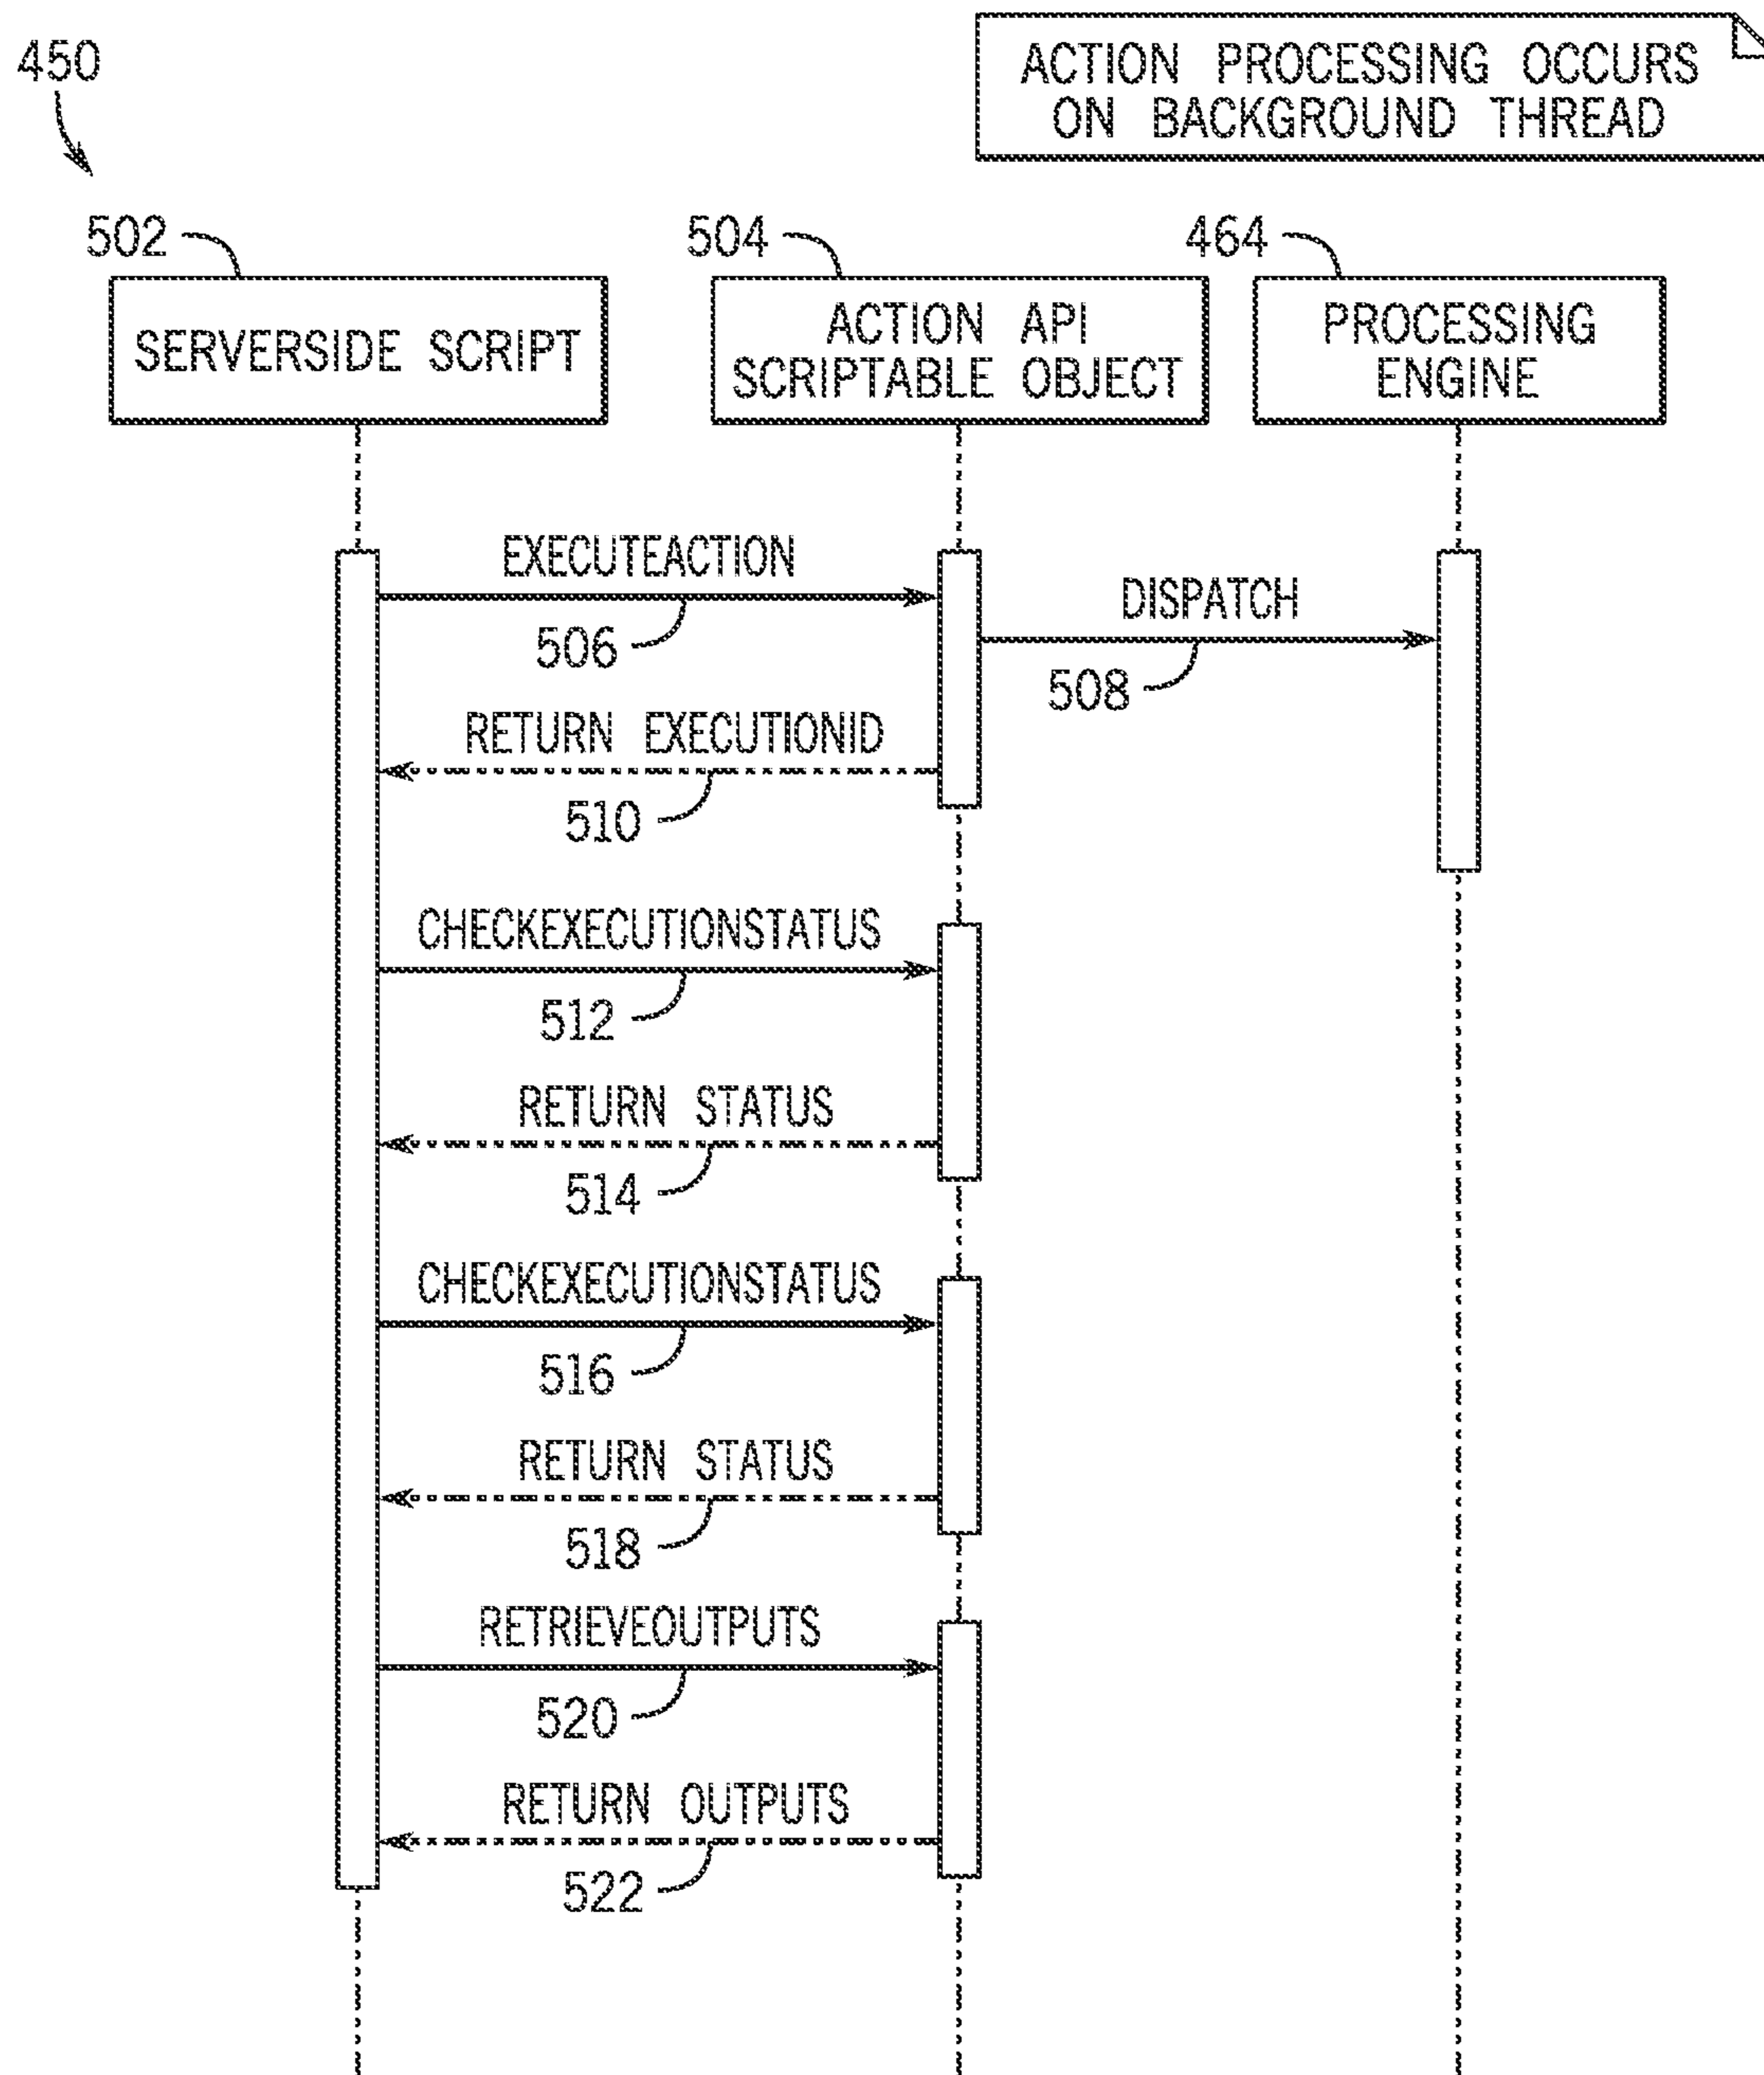 450
ACTION PROCESSING OCCURS
ON BACKGROUND THREAD
502
504
464
SERVERSIDE SCRIPT
ACTION API
SCRIPTABLE OBJECT
PROCESSING
ENGINE
EXECUTEACTION
506
DISPATCH
508
RETURN EXECUTIONID
510
CHECKEXECUTIONSTATUS
512
RETURN STATUS
514
CHECKEXECUTIONSTATUS
516
RETURN STATUS
518
RETRIEVEOUTPUTS
520
RETURN OUTPUTS
522